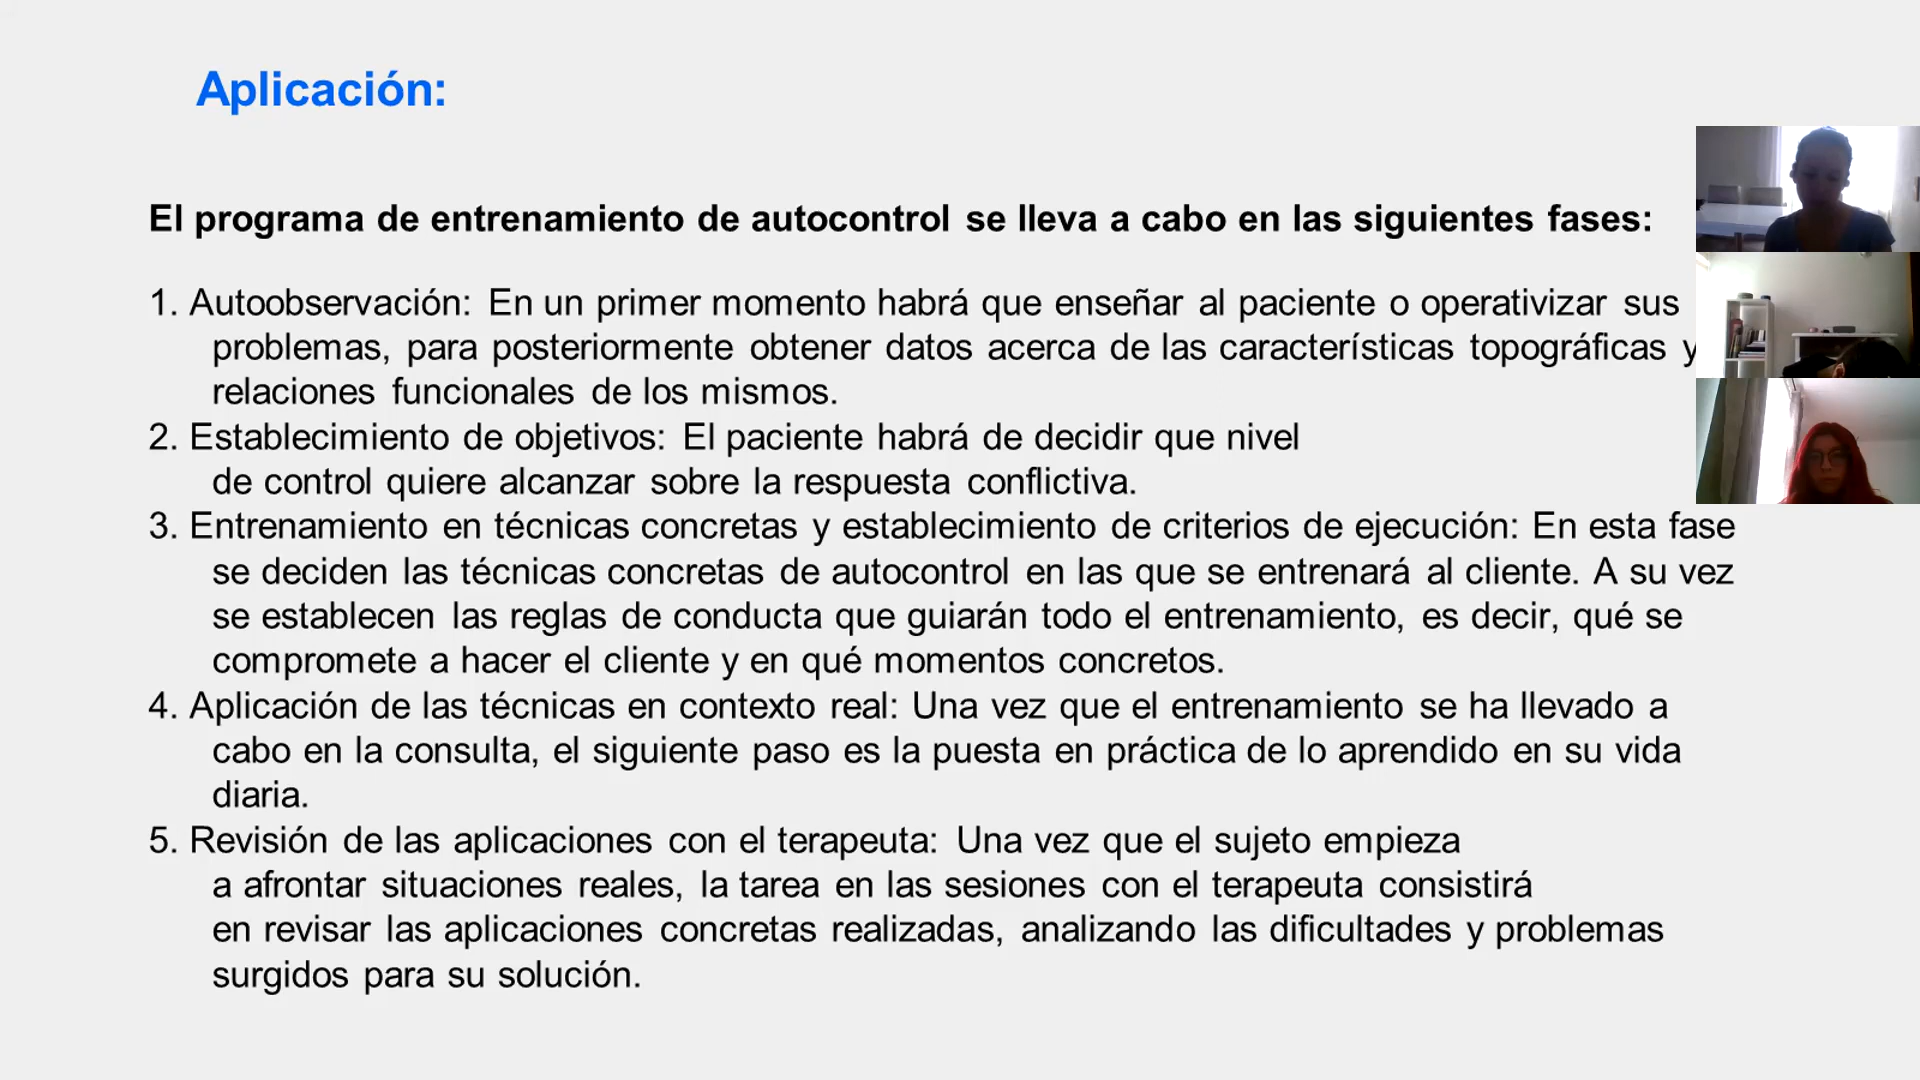 Aplicación:
El programa de entrenamiento de autocontrol se lleva a cabo en las siguientes fases:
1. Autoobservación: En un primer momento habrá que enseñar al paciente o operativizar sus
problemas, para posteriormente obtener datos acerca de las características topográficas y
relaciones funcionales de los mismos.
2. Establecimiento de objetivos: El paciente habrá de decidir que nivel
de control quiere alcanzar sobre la respuesta conflictiva.
3. Entrenamiento en técnicas concretas y establecimiento de criterios de ejecución: En esta fase
se deciden las técnicas concretas de autocontrol en las que se entrenará al cliente. A su vez
se establecen las reglas de conducta que guiarán todo el entrenamiento, es decir, qué se
compromete a hacer el cliente y en qué momentos concretos.
4. Aplicación de las técnicas en contexto real: Una vez que el entrenamiento se ha llevado a
cabo en la consulta, el siguiente paso es la puesta en práctica de lo aprendido en su vida
diaria.
5. Revisión de las aplicaciones con el terapeuta: Una vez que el sujeto empieza
a afrontar situaciones reales, la tarea en las sesiones con el terapeuta consistirá
en revisar las aplicaciones concretas realizadas, analizando las dificultades y problemas
surgidos para su solución.